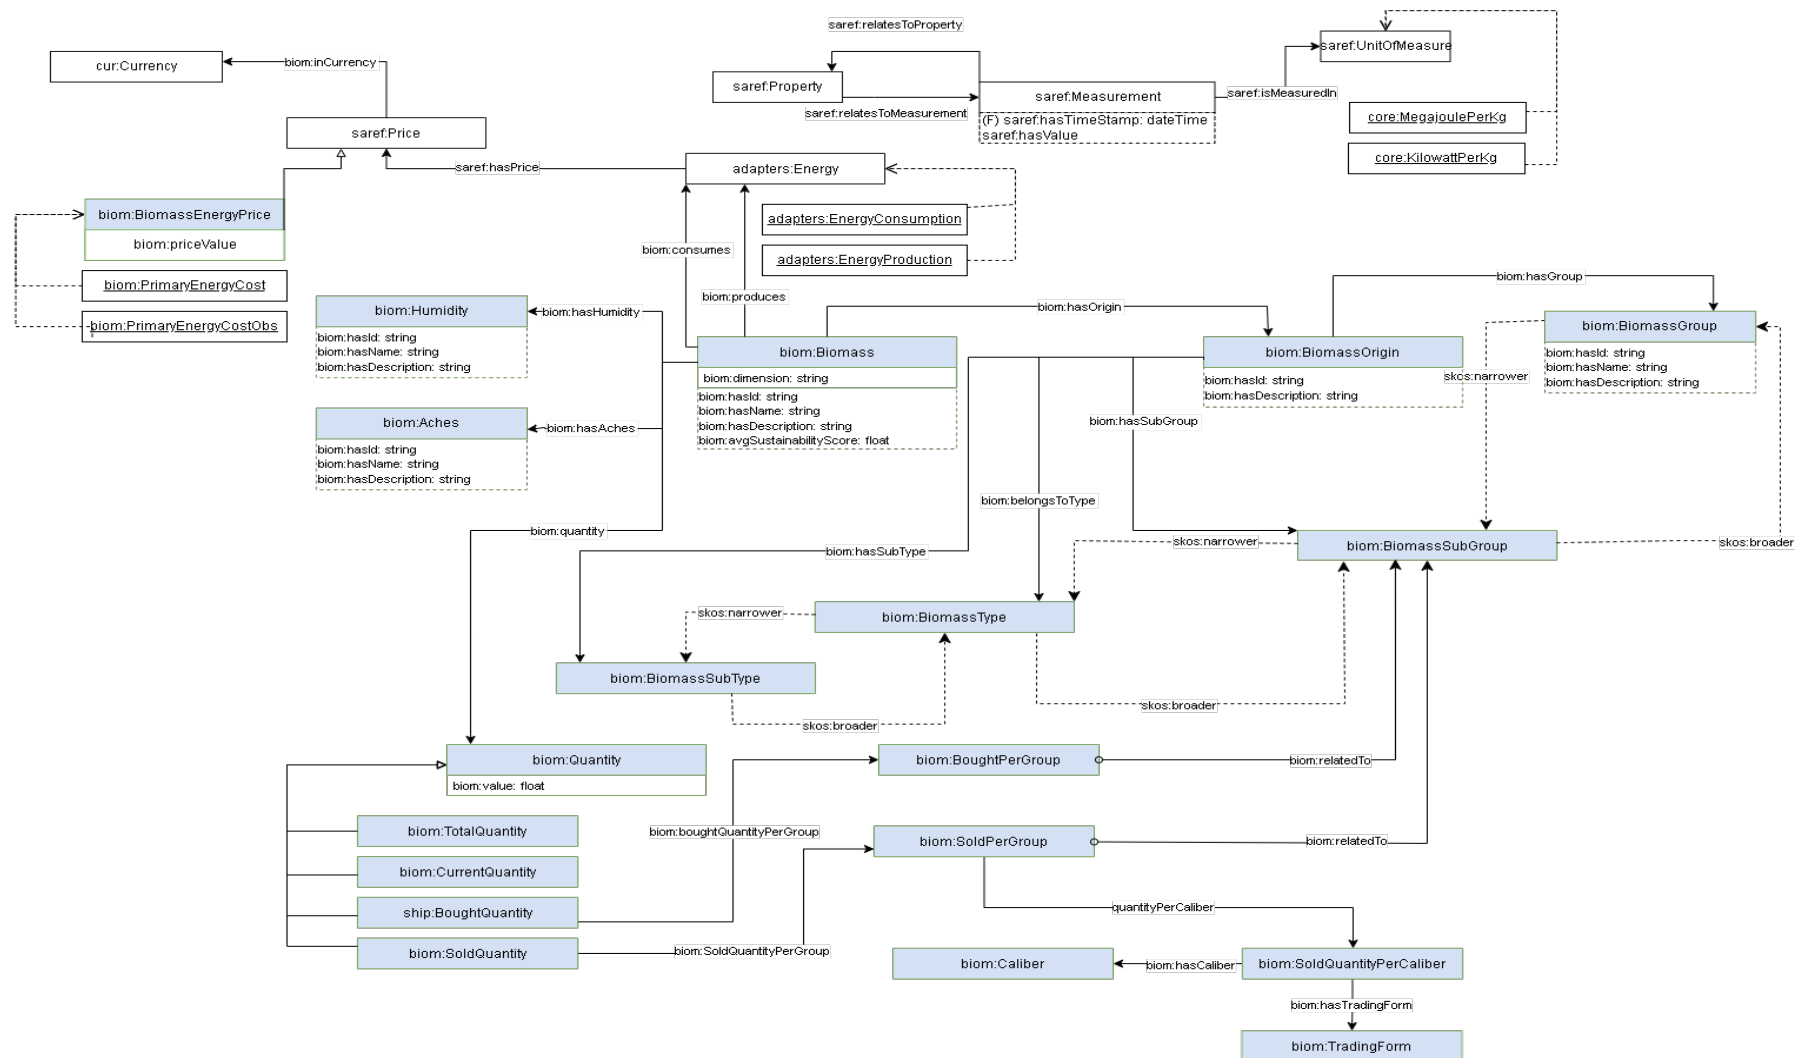 saref:relatesToProperty
saref:UnitOfMeasure
cur:Currency
biom:inCurrency
saref:Property
saref:Measurement
saref:isMeasuredIn
saref:relatesToMeasurement
(F) saref:hasTimeStamp: dateTime
saref:hasValue
core:MegajoulePerKg
core:KilowattPerKg
saref:Price
saref:hasPrice
adapters:Energy
biom:BiomassEnergyPrice
biom:priceValue
adapters:EnergyConsumption
adapters:EnergyProduction
biom:consumes
biom:produces
biom:PrimaryEnergyCost
biom:PrimaryEnergyCostObs
biom:hasGroup
biom:hasOrigin
biom:Humidity
biom:hasId: string
biom:hasName: string
biom:hasDescription: string
biom:hasHumidity
biom:Biomass
biom:dimension: string
biom:hasId: string
biom:hasName: string
biom:hasDescription: string
biom:avgSustainabilityScore: float
biom:BiomassOrigin
biom:hasId: string
biom:hasDescription: string
biom:BiomassGroup
biom:hasId: string
biom:hasName: string
biom:hasDescription: string
skos:narrower
biom:Aches
biom:hasId: string
biom:hasName: string
biom:hasDescription: string
biom:hasAches
biom:hasSubGroup
biom:belongsToType
biom:quantity
biom:hasSubType
skos:narrower
biom:BiomassSubGroup
skos:broader
skos:narrower
biom:BiomassType
biom:BiomassSubType
skos:broader
skos:broader
biom:Quantity
biom:value: float
biom:BoughtPerGroup
biom:relatedTo
biom:TotalQuantity
biom:boughtQuantityPerGroup
biom:SoldPerGroup
biom:relatedTo
biom:CurrentQuantity
ship:BoughtQuantity
quantityPerCaliber
biom:SoldQuantity
biom:SoldQuantityPerGroup
biom:Caliber
biom:hasCaliber
biom:SoldQuantityPerCaliber
biom:hasTradingForm
biom:TradingForm